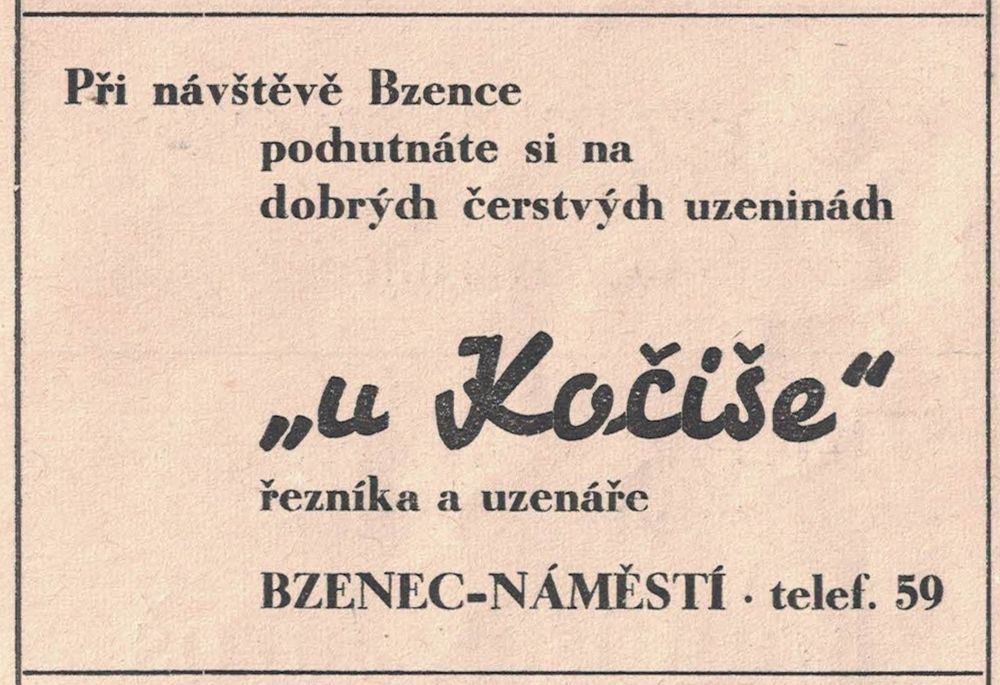 Při návštěvě Bzence
pochutnáte si na
dobrých čerstvých uzeninách
„u Kočiše“
řezníka a uzenáře
BZENEC-NÁMĚSTÍ · telef. 59